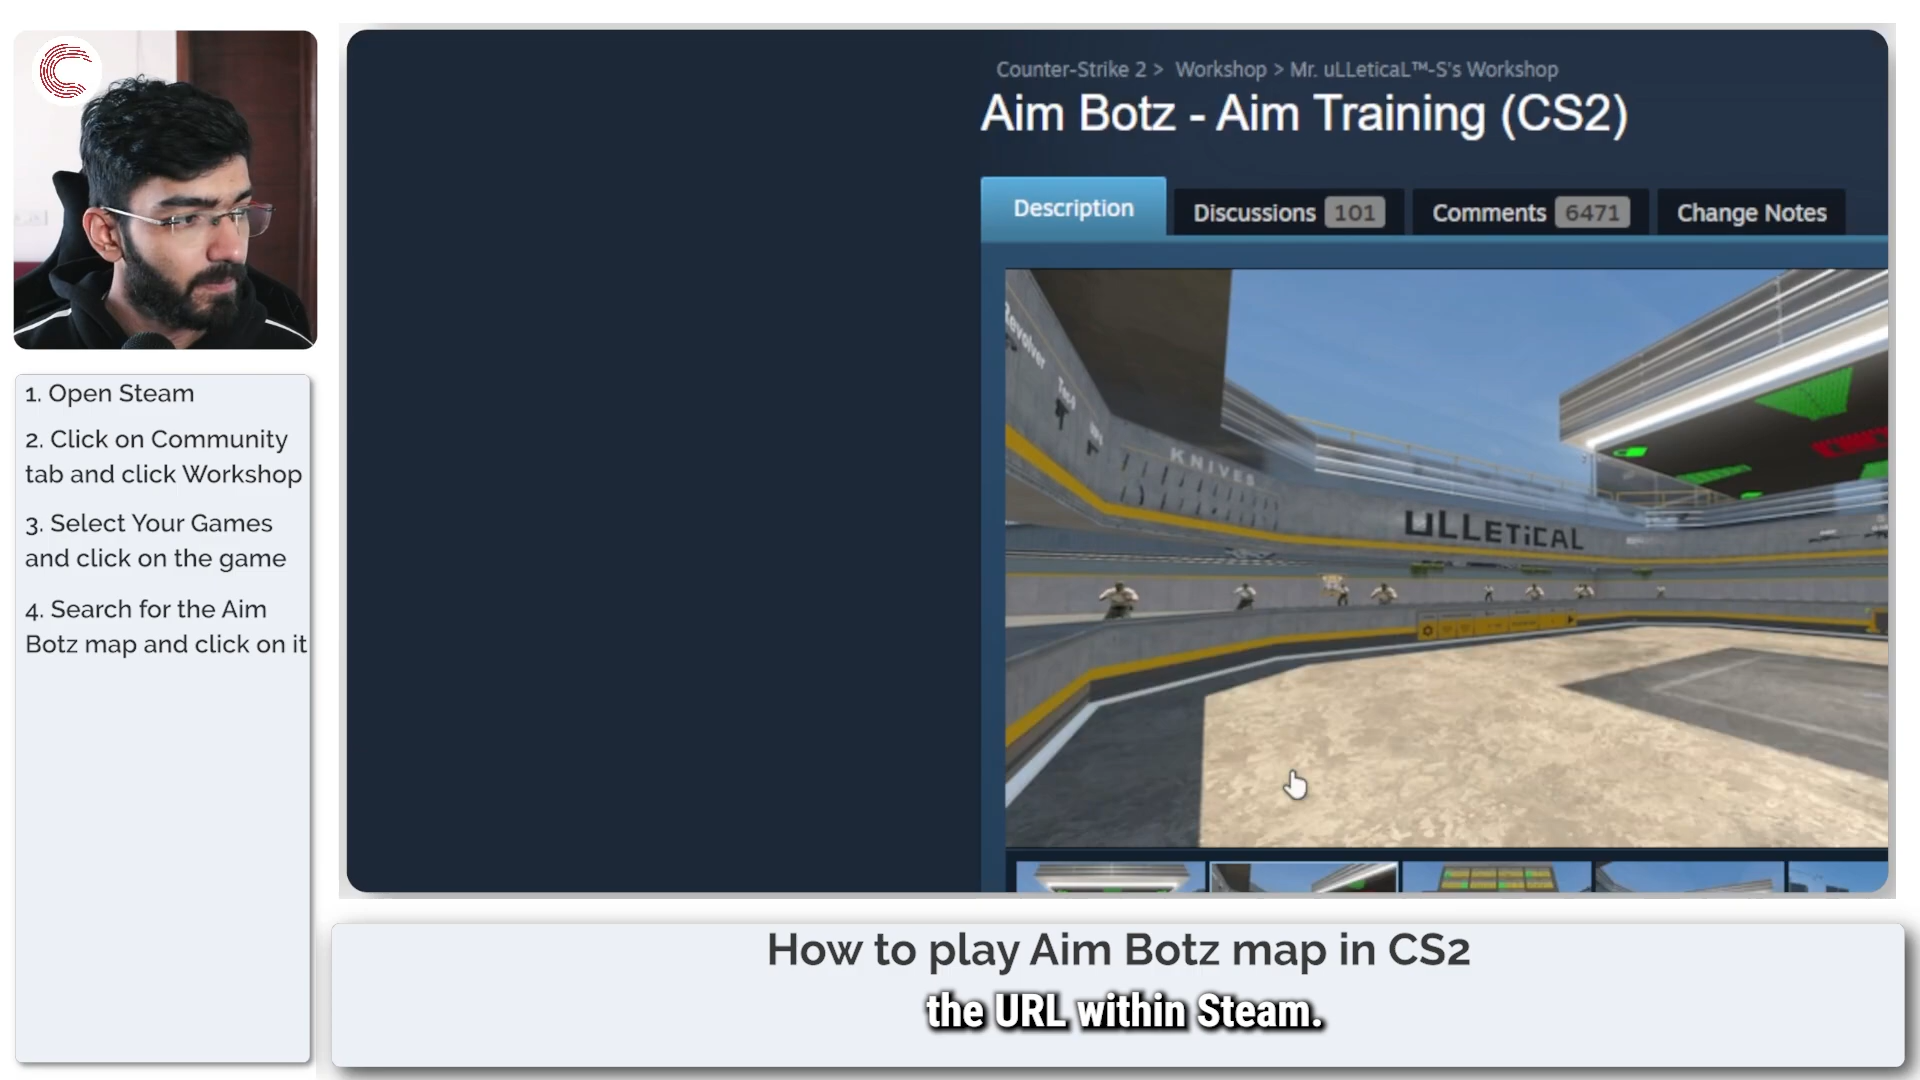 1. Open Steam
2. Click on Community
tab and click Workshop
3. Select Your Games
and click on the game
4. Search for the Aim
Botz map and click on it
Counter-Strike 2 > Workshop > Mr. uLLeticaL™-S's Workshop
Aim Botz - Aim Training (CS2)
Description
Discussions 101
Comments 6471
Change Notes
Revolver
KNIVES
uLLETiCAL
How to play Aim Botz map in CS2
the URL within Steam.